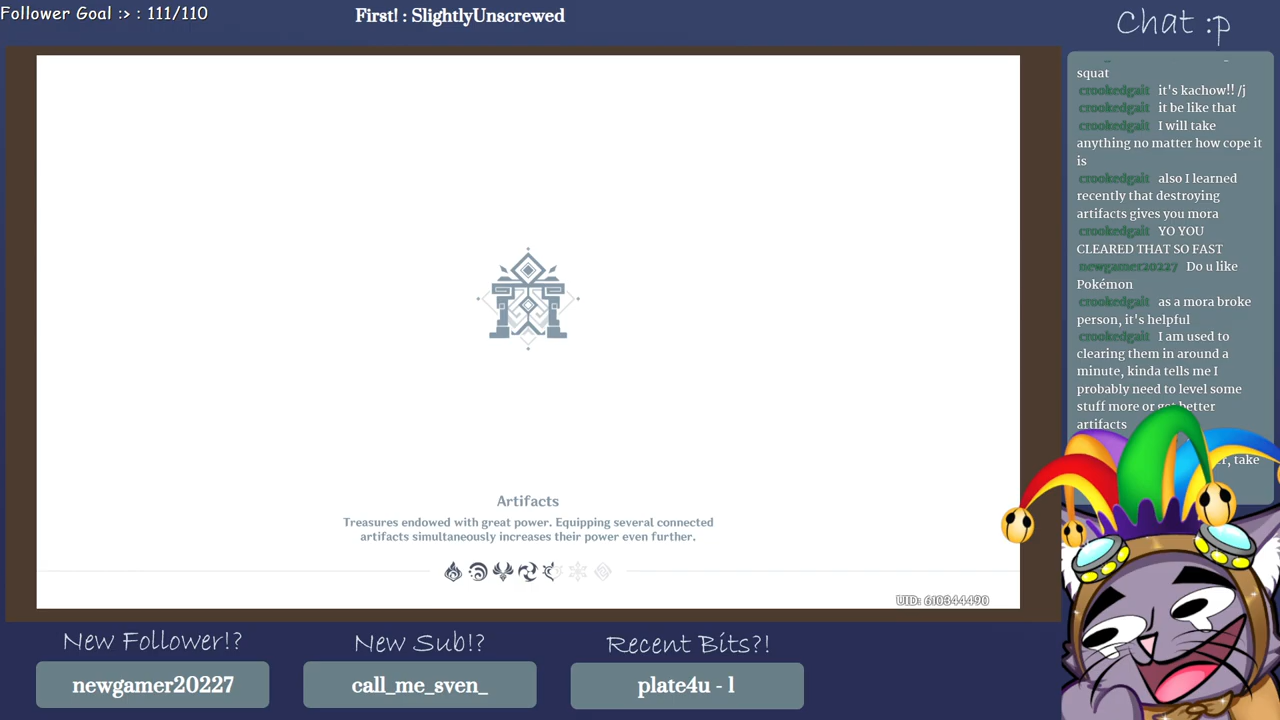 Follower Goal :> : 111/110
First! : SlightlyUnscrewed
Chat :p
squat
crookedgait it's kachow!! /j
crookedgait it be like that
crookedgait I will take
anything no matter how cope it
is
crookedgait also I learned
recently that destroying
artifacts gives you mora
crookedgait YO YOU
CLEARED THAT SO FAST
newgamer20227 Do u like
Pokémon
crookedgait as a mora broke
person, it's helpful
crookedgait I am used to
clearing them in around a
minute, kinda tells me I
probably need to level some
stuff more or get better
artifacts
take
Artifacts
Treasures endowed with great power. Equipping several connected
artifacts simultaneously increases their power even further.
UID: 610344490
New Follower!?
New Sub!?
Recent Bits?!
newgamer20227
call_me_sven_
plate4u - 1